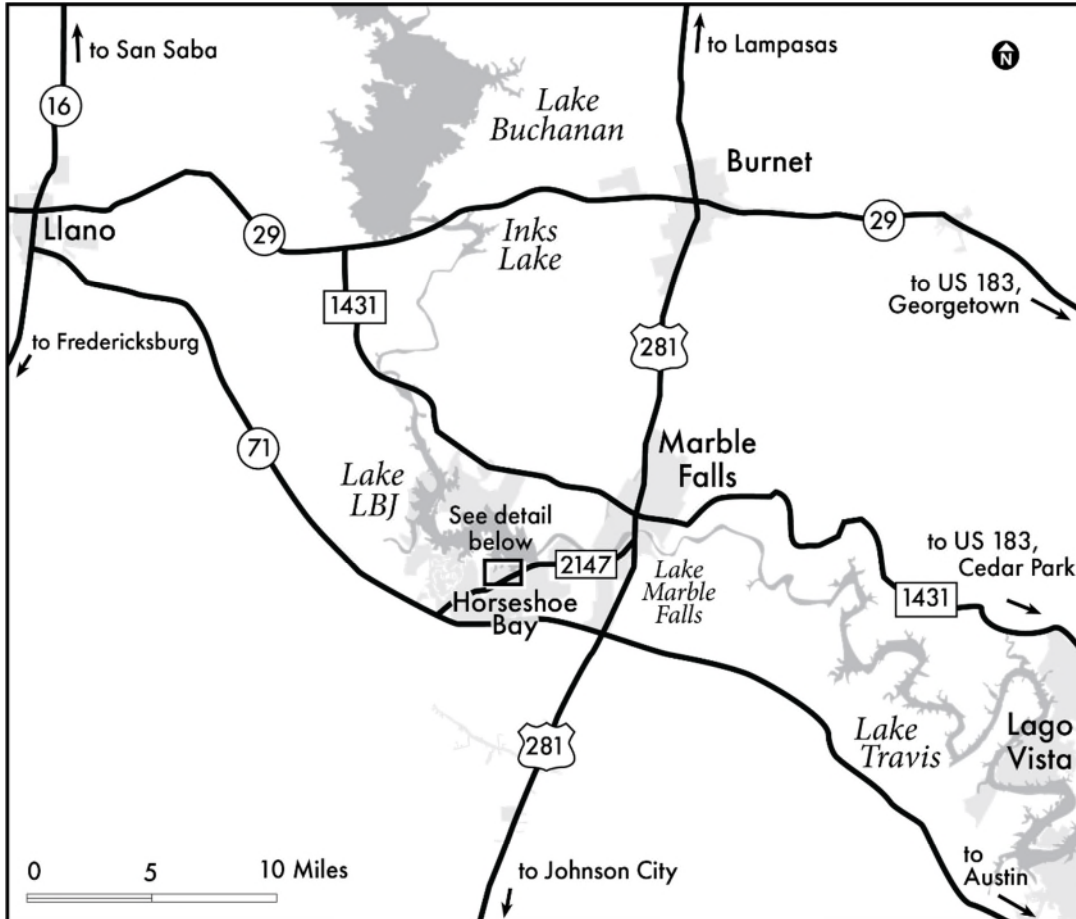 to San Saba
to Lampasas
N
16
Lake
Buchanan
Burnet
Llano
29
Inks
Lake
29
to US 183,
Georgetown
1431
to Fredericksburg
281
71
Marble
Falls
Lake
LBJ
See detail
below
to US 183,
Cedar Park
2147
Lake
Marble
Falls
1431
Horseshoe
Bay
281
Lake
Travis
Lago
Vista
0 5 10 Miles
to Johnson City
to
Austin